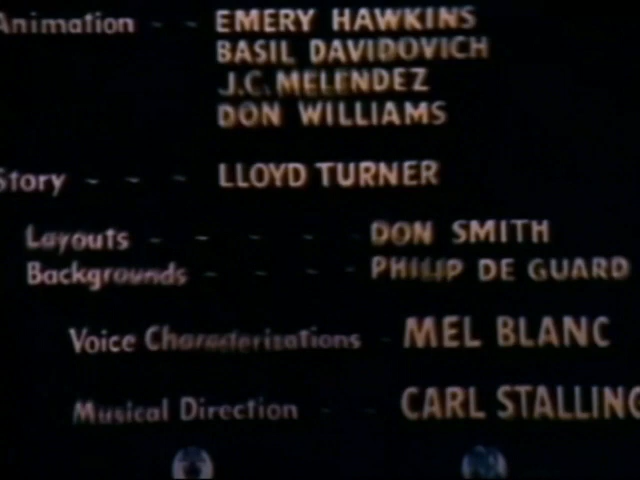 Animation - - EMERY HAWKINS
BASIL DAVIDOVICH
J.C. MELENDEZ
DON WILLIAMS
Story - - - LLOYD TURNER
Layouts - - - - DON SMITH
Backgrounds - - - - PHILIP DE GUARD
Voice Characterizations - MEL BLANC
Musical Direction - - CARL STALLING